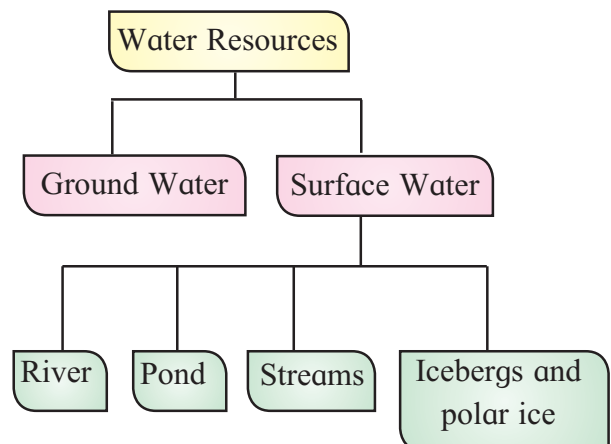 Water Resources
Ground Water
Surface Water
River
Pond
Streams
Icebergs and
polar ice